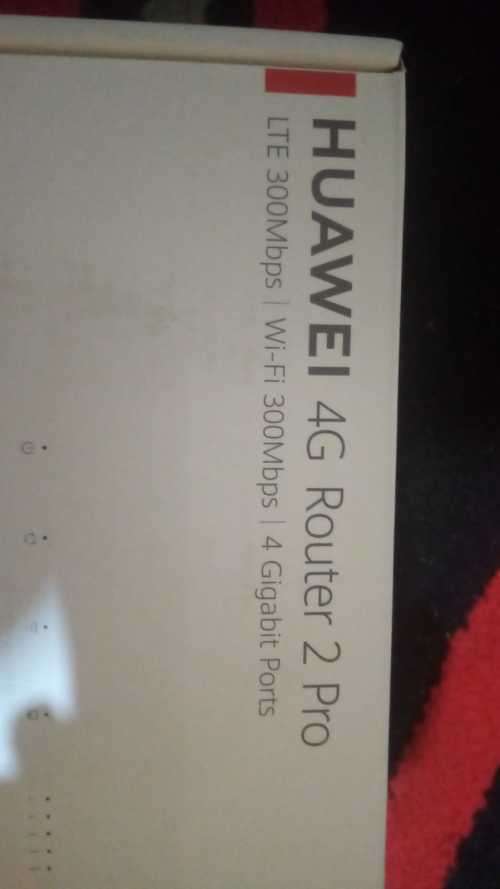 HUAWEI 4G Router 2 Pro
LTE 300Mbps | Wi-Fi 300Mbps | 4 Gigabit Ports